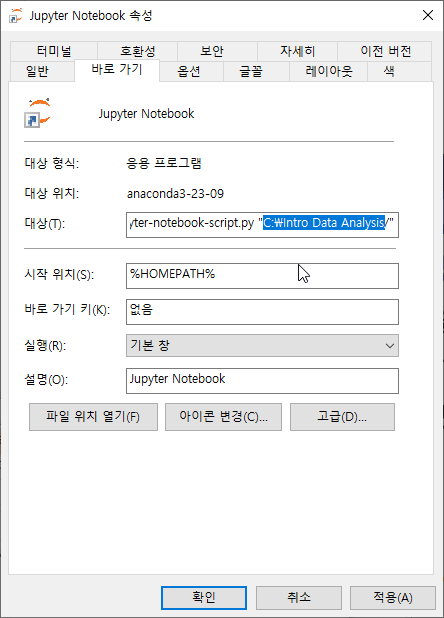 Jupyter Notebook 속성
터미널 호환성 보안 자세히 이전 버전
일반 바로 가기 옵션 글꼴 레이아웃 색
Jupyter Notebook
대상 형식: 응용 프로그램
대상 위치: anaconda3-23-09
대상(T): yter-notebook-script.py "C:\Intro Data Analysis/"
시작 위치(S): %HOMEPATH%
바로 가기 키(K): 없음
실행(R): 기본 창
설명(O): Jupyter Notebook
파일 위치 열기(F) 아이콘 변경(C)... 고급(D)...
확인 취소 적용(A)